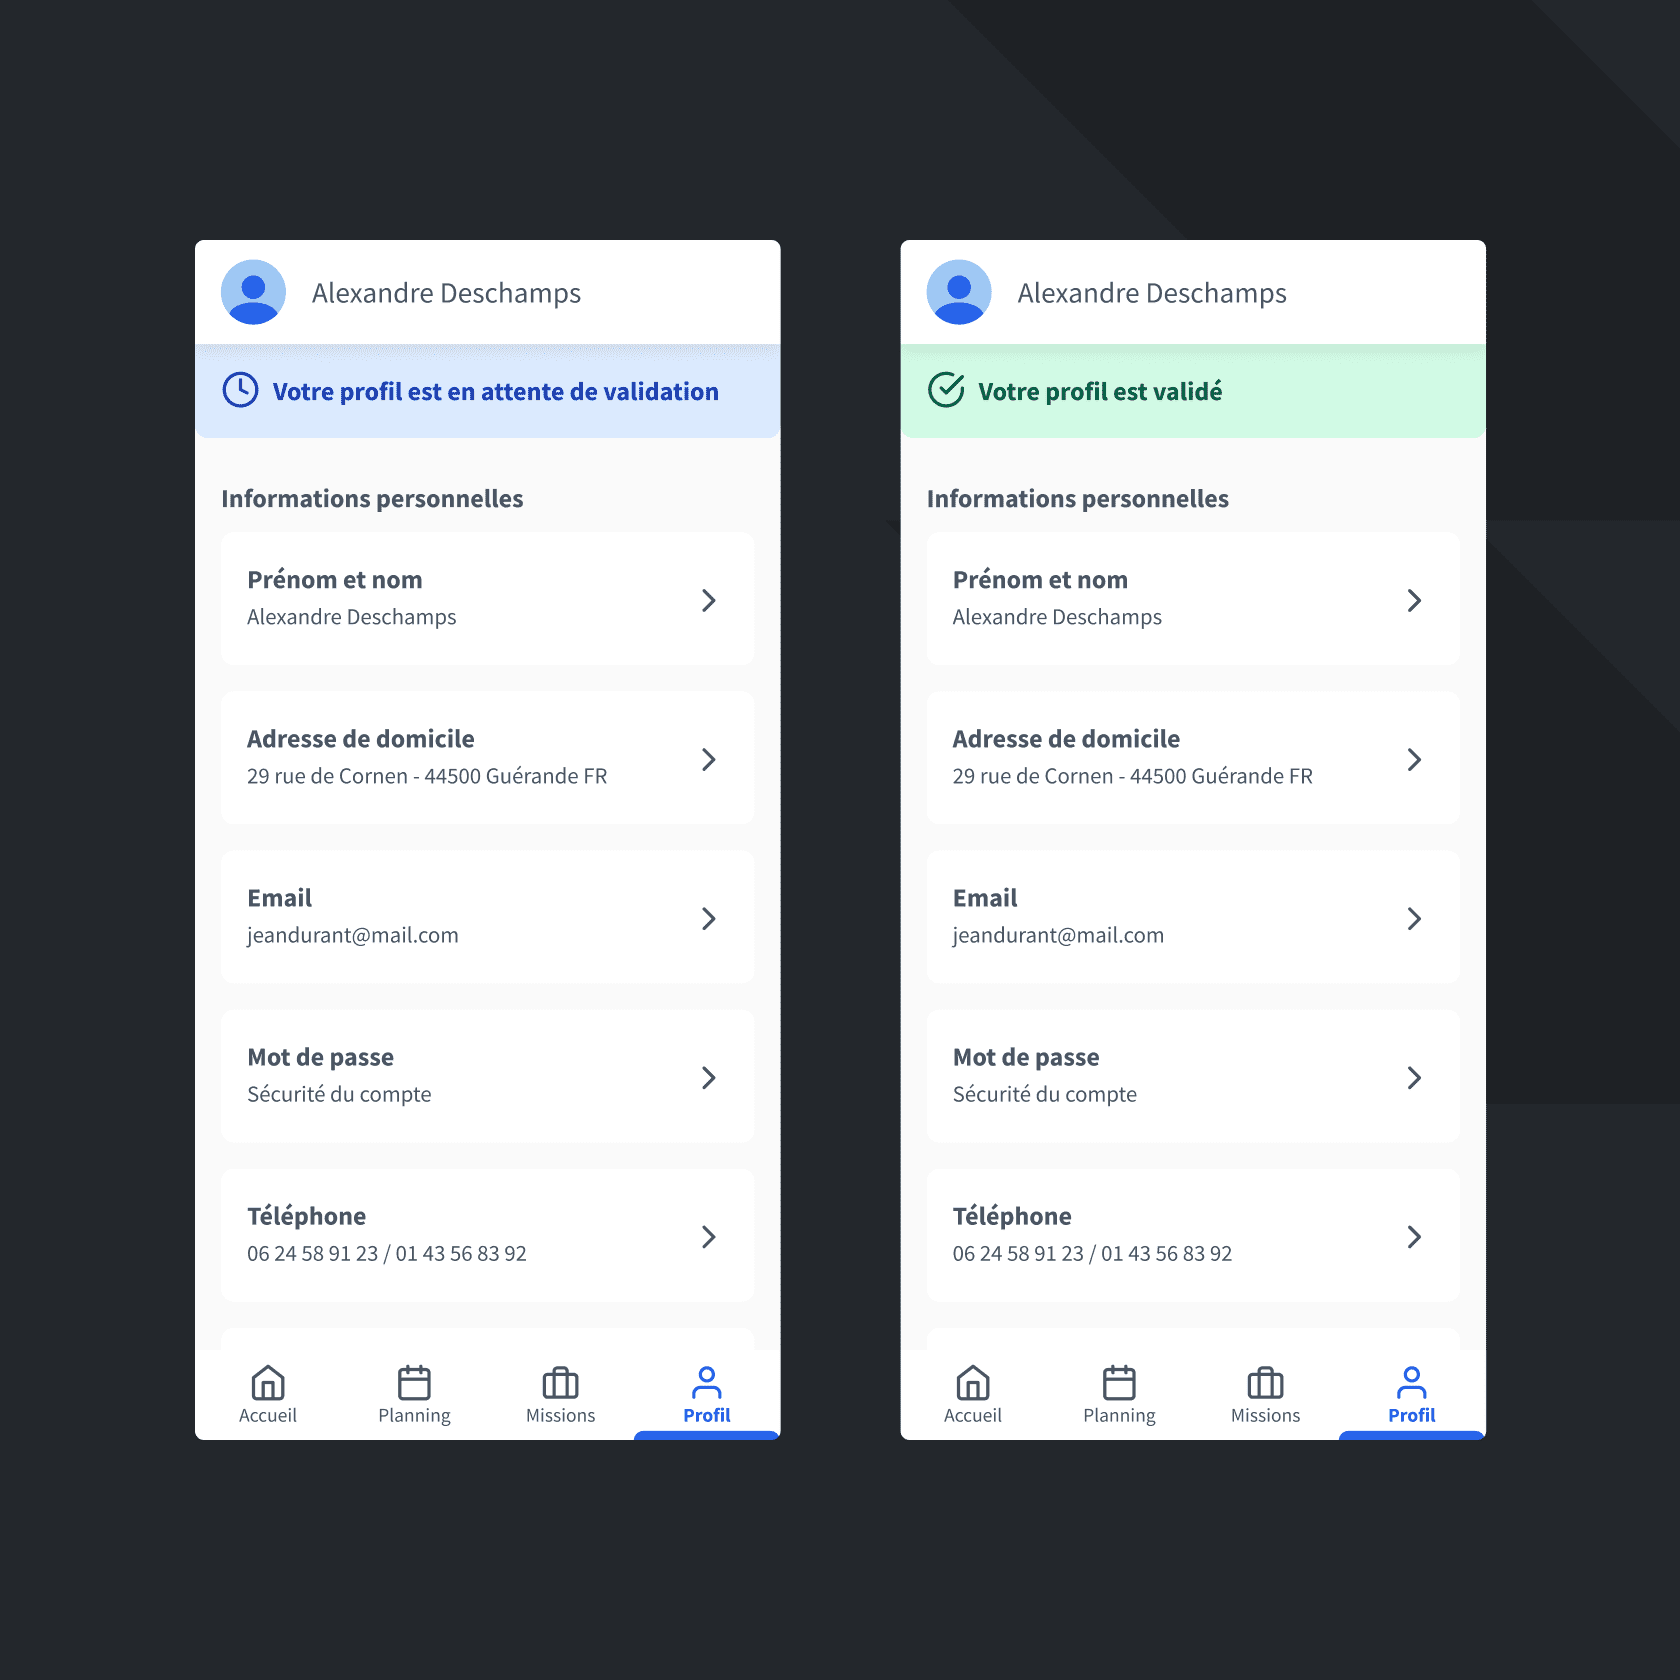 Alexandre Deschamps
Votre profil est en attente de validation
Informations personnelles
Prénom et nom
Alexandre Deschamps
Adresse de domicile
29 rue de Cornen - 44500 Guérande FR
Email
jeandurant@mail.com
Mot de passe
Sécurité du compte
Téléphone
06 24 58 91 23 / 01 43 56 83 92
Accueil
Planning
Missions
Profil
Alexandre Deschamps
Votre profil est validé
Informations personnelles
Prénom et nom
Alexandre Deschamps
Adresse de domicile
29 rue de Cornen - 44500 Guérande FR
Email
jeandurant@mail.com
Mot de passe
Sécurité du compte
Téléphone
06 24 58 91 23 / 01 43 56 83 92
Accueil
Planning
Missions
Profil